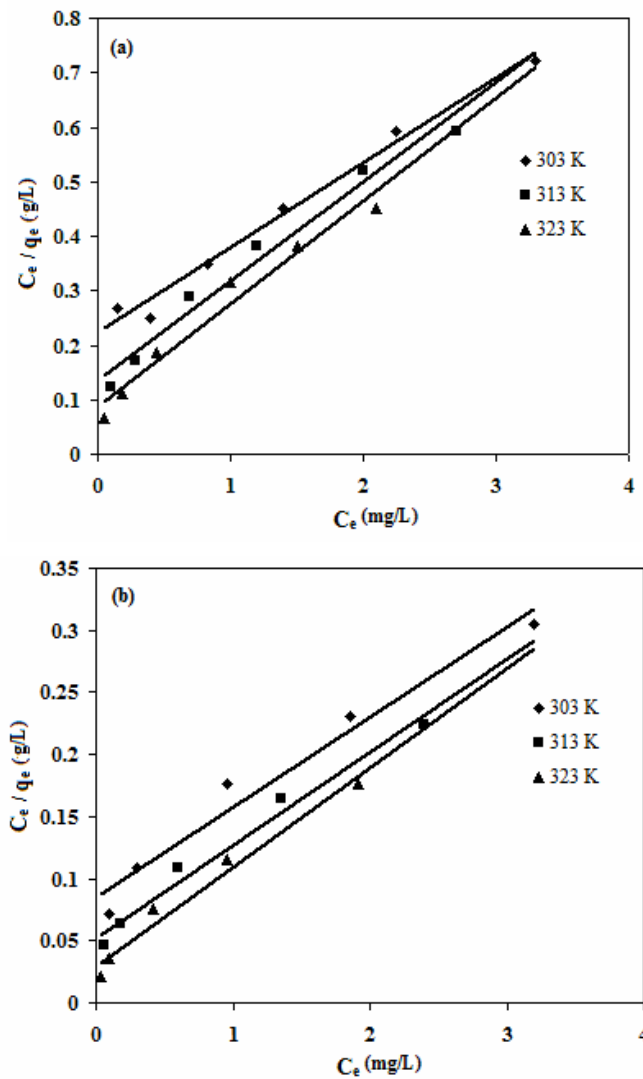 0.8
(a)
0.7
0.6
0.5
0.4
0.3
0.2
0.1
0
Ce / qe (g/L)
303 K
313 K
323 K
0 1 2 3 4
Ce (mg/L)
0.35
(b)
0.3
0.25
0.2
0.15
0.1
0.05
0
Ce / qe (g/L)
303 K
313 K
323 K
0 1 2 3 4
Ce (mg/L)